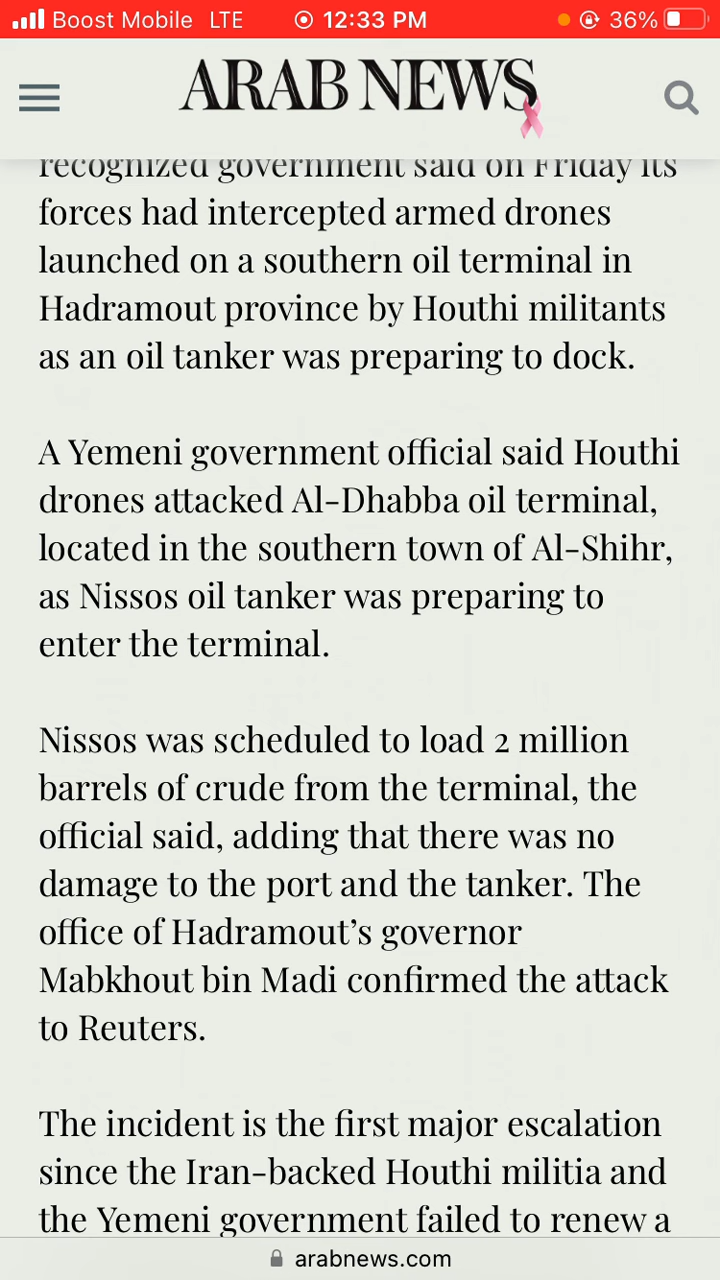 Boost Mobile LTE 12:33 PM 36%
ARAB NEWS
recognized government said on Friday its
forces had intercepted armed drones
launched on a southern oil terminal in
Hadramout province by Houthi militants
as an oil tanker was preparing to dock.
A Yemeni government official said Houthi
drones attacked Al-Dhabba oil terminal,
located in the southern town of Al-Shihr,
as Nissos oil tanker was preparing to
enter the terminal.
Nissos was scheduled to load 2 million
barrels of crude from the terminal, the
official said, adding that there was no
damage to the port and the tanker. The
office of Hadramout’s governor
Mabkhout bin Madi confirmed the attack
to Reuters.
The incident is the first major escalation
since the Iran-backed Houthi militia and
the Yemeni government failed to renew a
arabnews.com